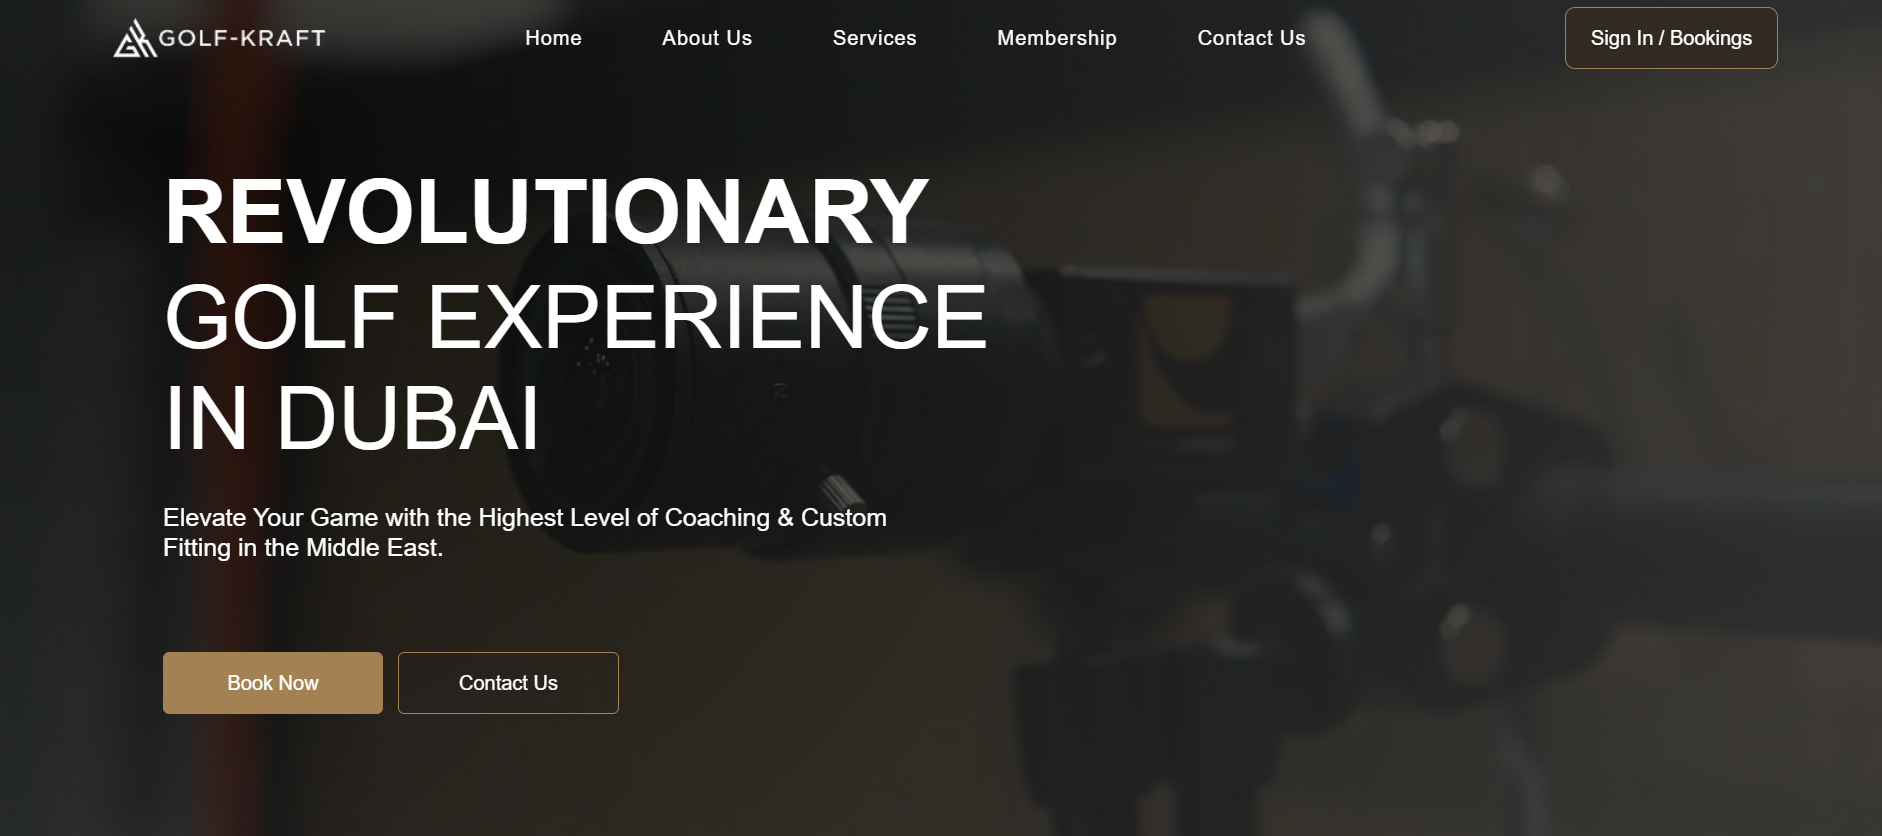 GOLF-KRAFT
Home
About Us
Services
Membership
Contact Us
Sign In / Bookings
REVOLUTIONARY
GOLF EXPERIENCE
IN DUBAI
Elevate Your Game with the Highest Level of Coaching & Custom
Fitting in the Middle East.
Book Now
Contact Us